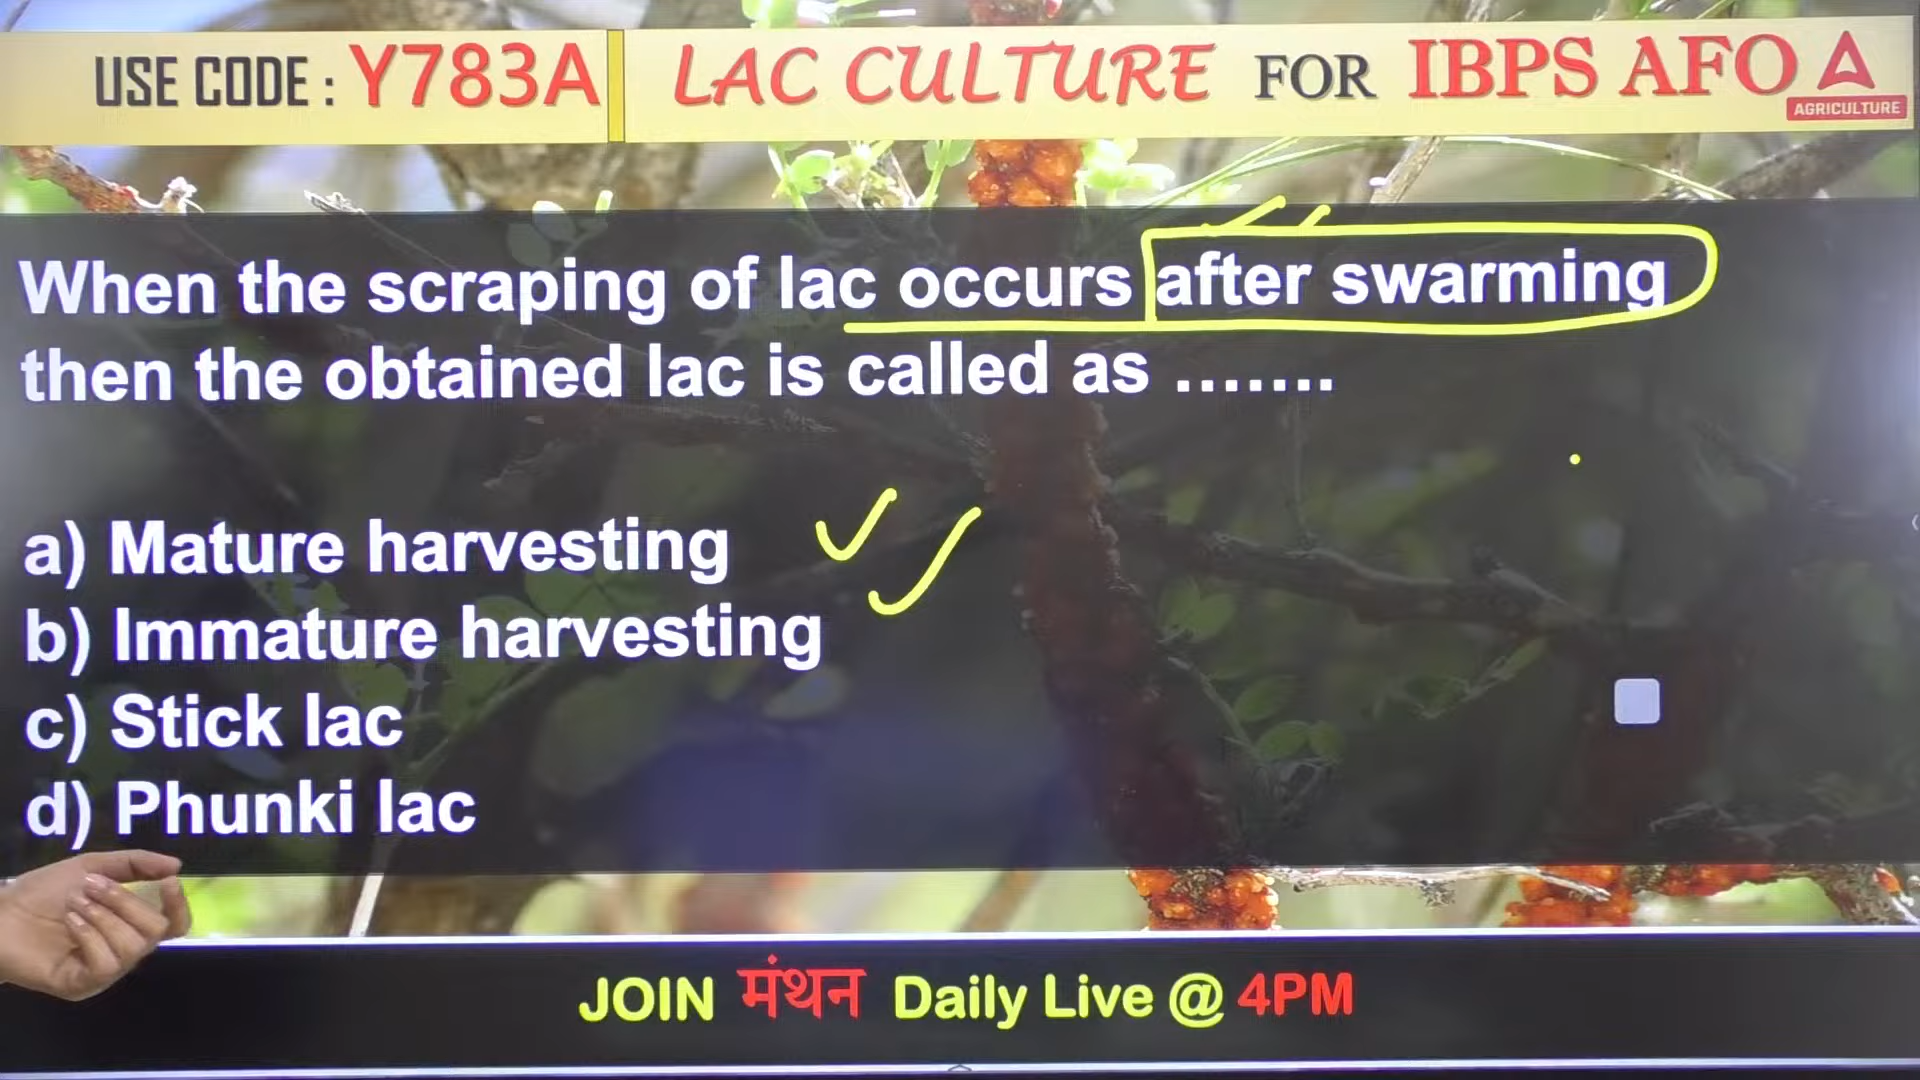 USE CODE : Y783A
LAC CULTURE FOR IBPS AFO
AGRICULTURE
When the scraping of lac occurs after swarming
then the obtained lac is called as .......
a) Mature harvesting
b) Immature harvesting
c) Stick lac
d) Phunki lac
JOIN मंथन Daily Live @ 4PM